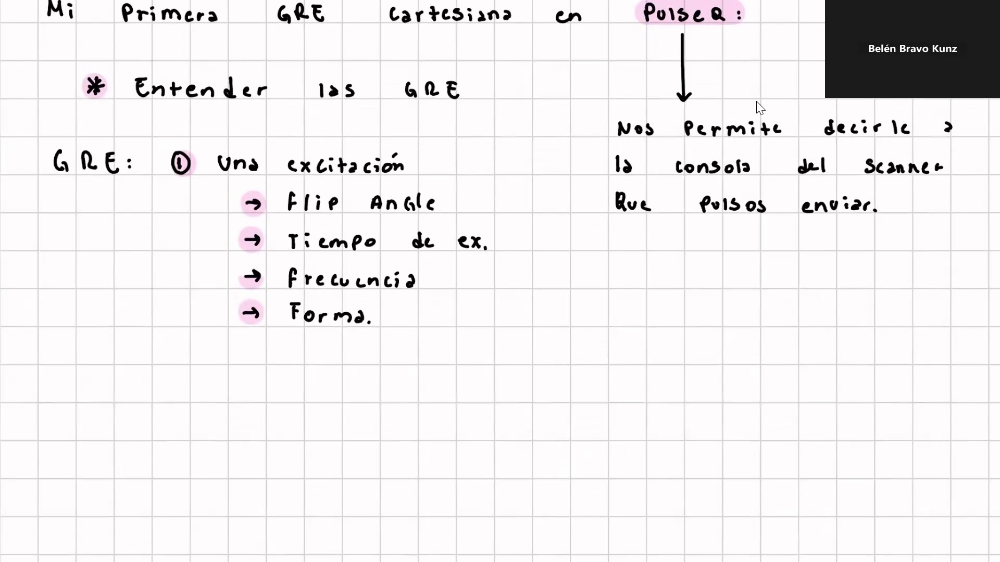 Mi Primera GRE Cartesiana en PulseQ:
Belén Bravo Kunz
* Entender las GRE
Nos Permite decirle a
la consola del scanner
Que pulsos enviar.
GRE: ① Una excitación
→ Flip Angle
→ Tiempo de ex.
→ Frecuencia
→ Forma.